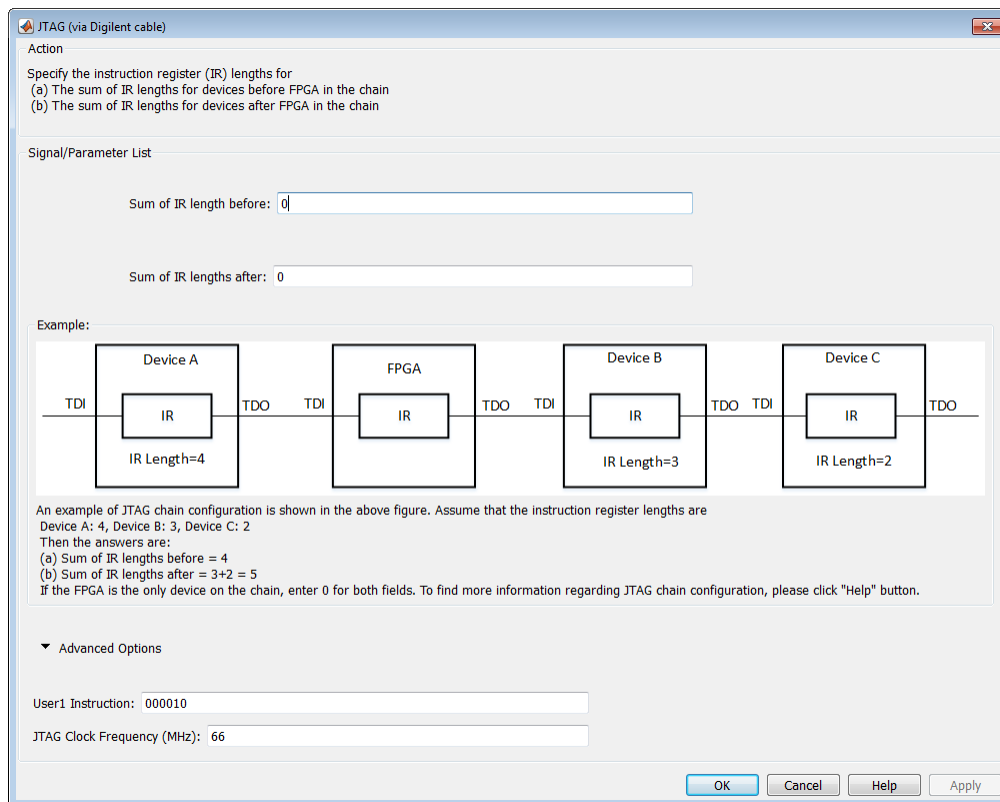 JTAG (via Digilent cable)
Action
Specify the instruction register (IR) lengths for
(a) The sum of IR lengths for devices before FPGA in the chain
(b) The sum of IR lengths for devices after FPGA in the chain
Signal/Parameter List
Sum of IR length before: 0
Sum of IR lengths after: 0
Example:
Device A FPGA Device B Device C
TDI IR TDO TDI IR TDO TDI IR TDO TDI IR TDO
IR Length=4 IR Length=3 IR Length=2
An example of JTAG chain configuration is shown in the above figure. Assume that the instruction register lengths are
Device A: 4, Device B: 3, Device C: 2
Then the answers are:
(a) Sum of IR lengths before = 4
(b) Sum of IR lengths after = 3+2 = 5
If the FPGA is the only device on the chain, enter 0 for both fields. To find more information regarding JTAG chain configuration, please click "Help" button.
Advanced Options
User1 Instruction: 000010
JTAG Clock Frequency (MHz): 66
OK Cancel Help Apply